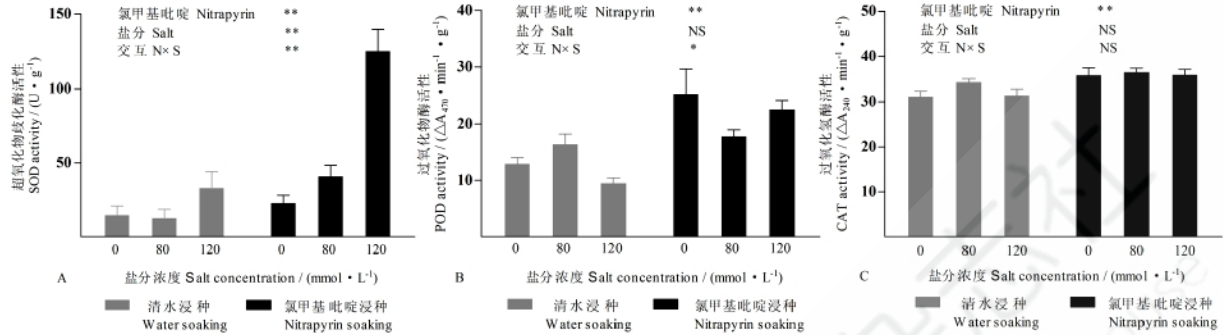 氯甲基吡啶 Nitrapyrin **
盐分 Salt **
交互 N×S **
超氧化物歧化酶活性
SOD activity / (U·g⁻¹)
150
100
50
0 80 120 0 80 120
A 盐分浓度 Salt concentration / (mmol·L⁻¹)
清水浸种 氯甲基吡啶浸种
Water soaking Nitrapyrin soaking
氯甲基吡啶 Nitrapyrin **
盐分 Salt NS
交互 N×S *
过氧化物酶活性
POD activity / (△A₄₇₀·min⁻¹·g⁻¹)
40
30
20
10
0 80 120 0 80 120
B 盐分浓度 Salt concentration / (mmol·L⁻¹)
清水浸种 氯甲基吡啶浸种
Water soaking Nitrapyrin soaking
氯甲基吡啶 Nitrapyrin **
盐分 Salt NS
交互 N×S NS
过氧化氢酶活性
CAT activity / (△A₂₄₀·min⁻¹·g⁻¹)
50
40
30
20
10
0 80 120 0 80 120
C 盐分浓度 Salt concentration / (mmol·L⁻¹)
清水浸种 氯甲基吡啶浸种
Water soaking Nitrapyrin soaking